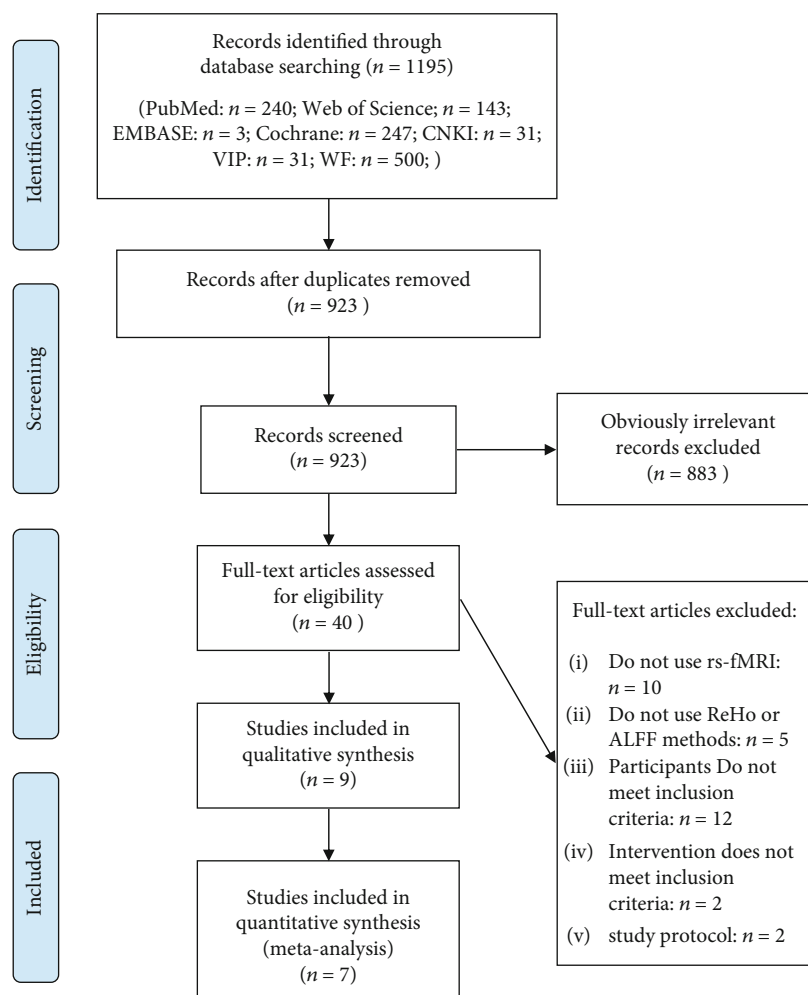 Identification
Records identified through
database searching (n = 1195)
(PubMed: n = 240; Web of Science; n = 143;
EMBASE: n = 3; Cochrane: n = 247; CNKI: n = 31;
VIP: n = 31; WF: n = 500; )
Screening
Records after duplicates removed
(n = 923 )
Records screened
(n = 923)
Obviously irrelevant
records excluded
(n = 883 )
Eligibility
Full-text articles assessed
for eligibility
(n = 40 )
Full-text articles excluded:
(i) Do not use rs-fMRI:
n = 10
(ii) Do not use ReHo or
ALFF methods: n = 5
(iii) Participants Do not
meet inclusion
criteria: n = 12
(iv) Intervention does not
meet inclusion
criteria: n = 2
(v) study protocol: n = 2
Studies included in
qualitative synthesis
(n = 9)
Included
Studies included in
quantitative synthesis
(meta-analysis)
(n = 7)